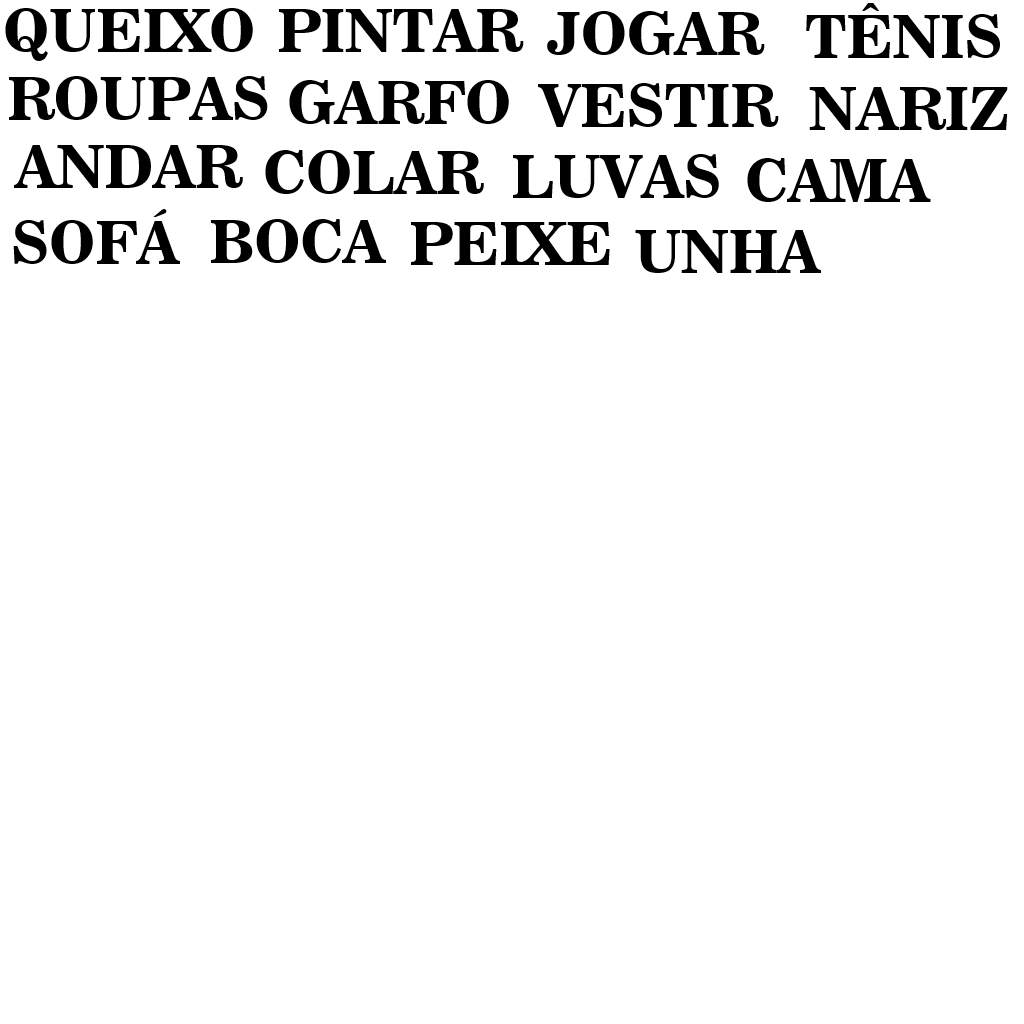 QUEIXO PINTAR JOGAR TÊNIS
ROUPAS GARFO VESTIR NARIZ
ANDAR COLAR LUVAS CAMA
SOFÁ BOCA PEIXE UNHA